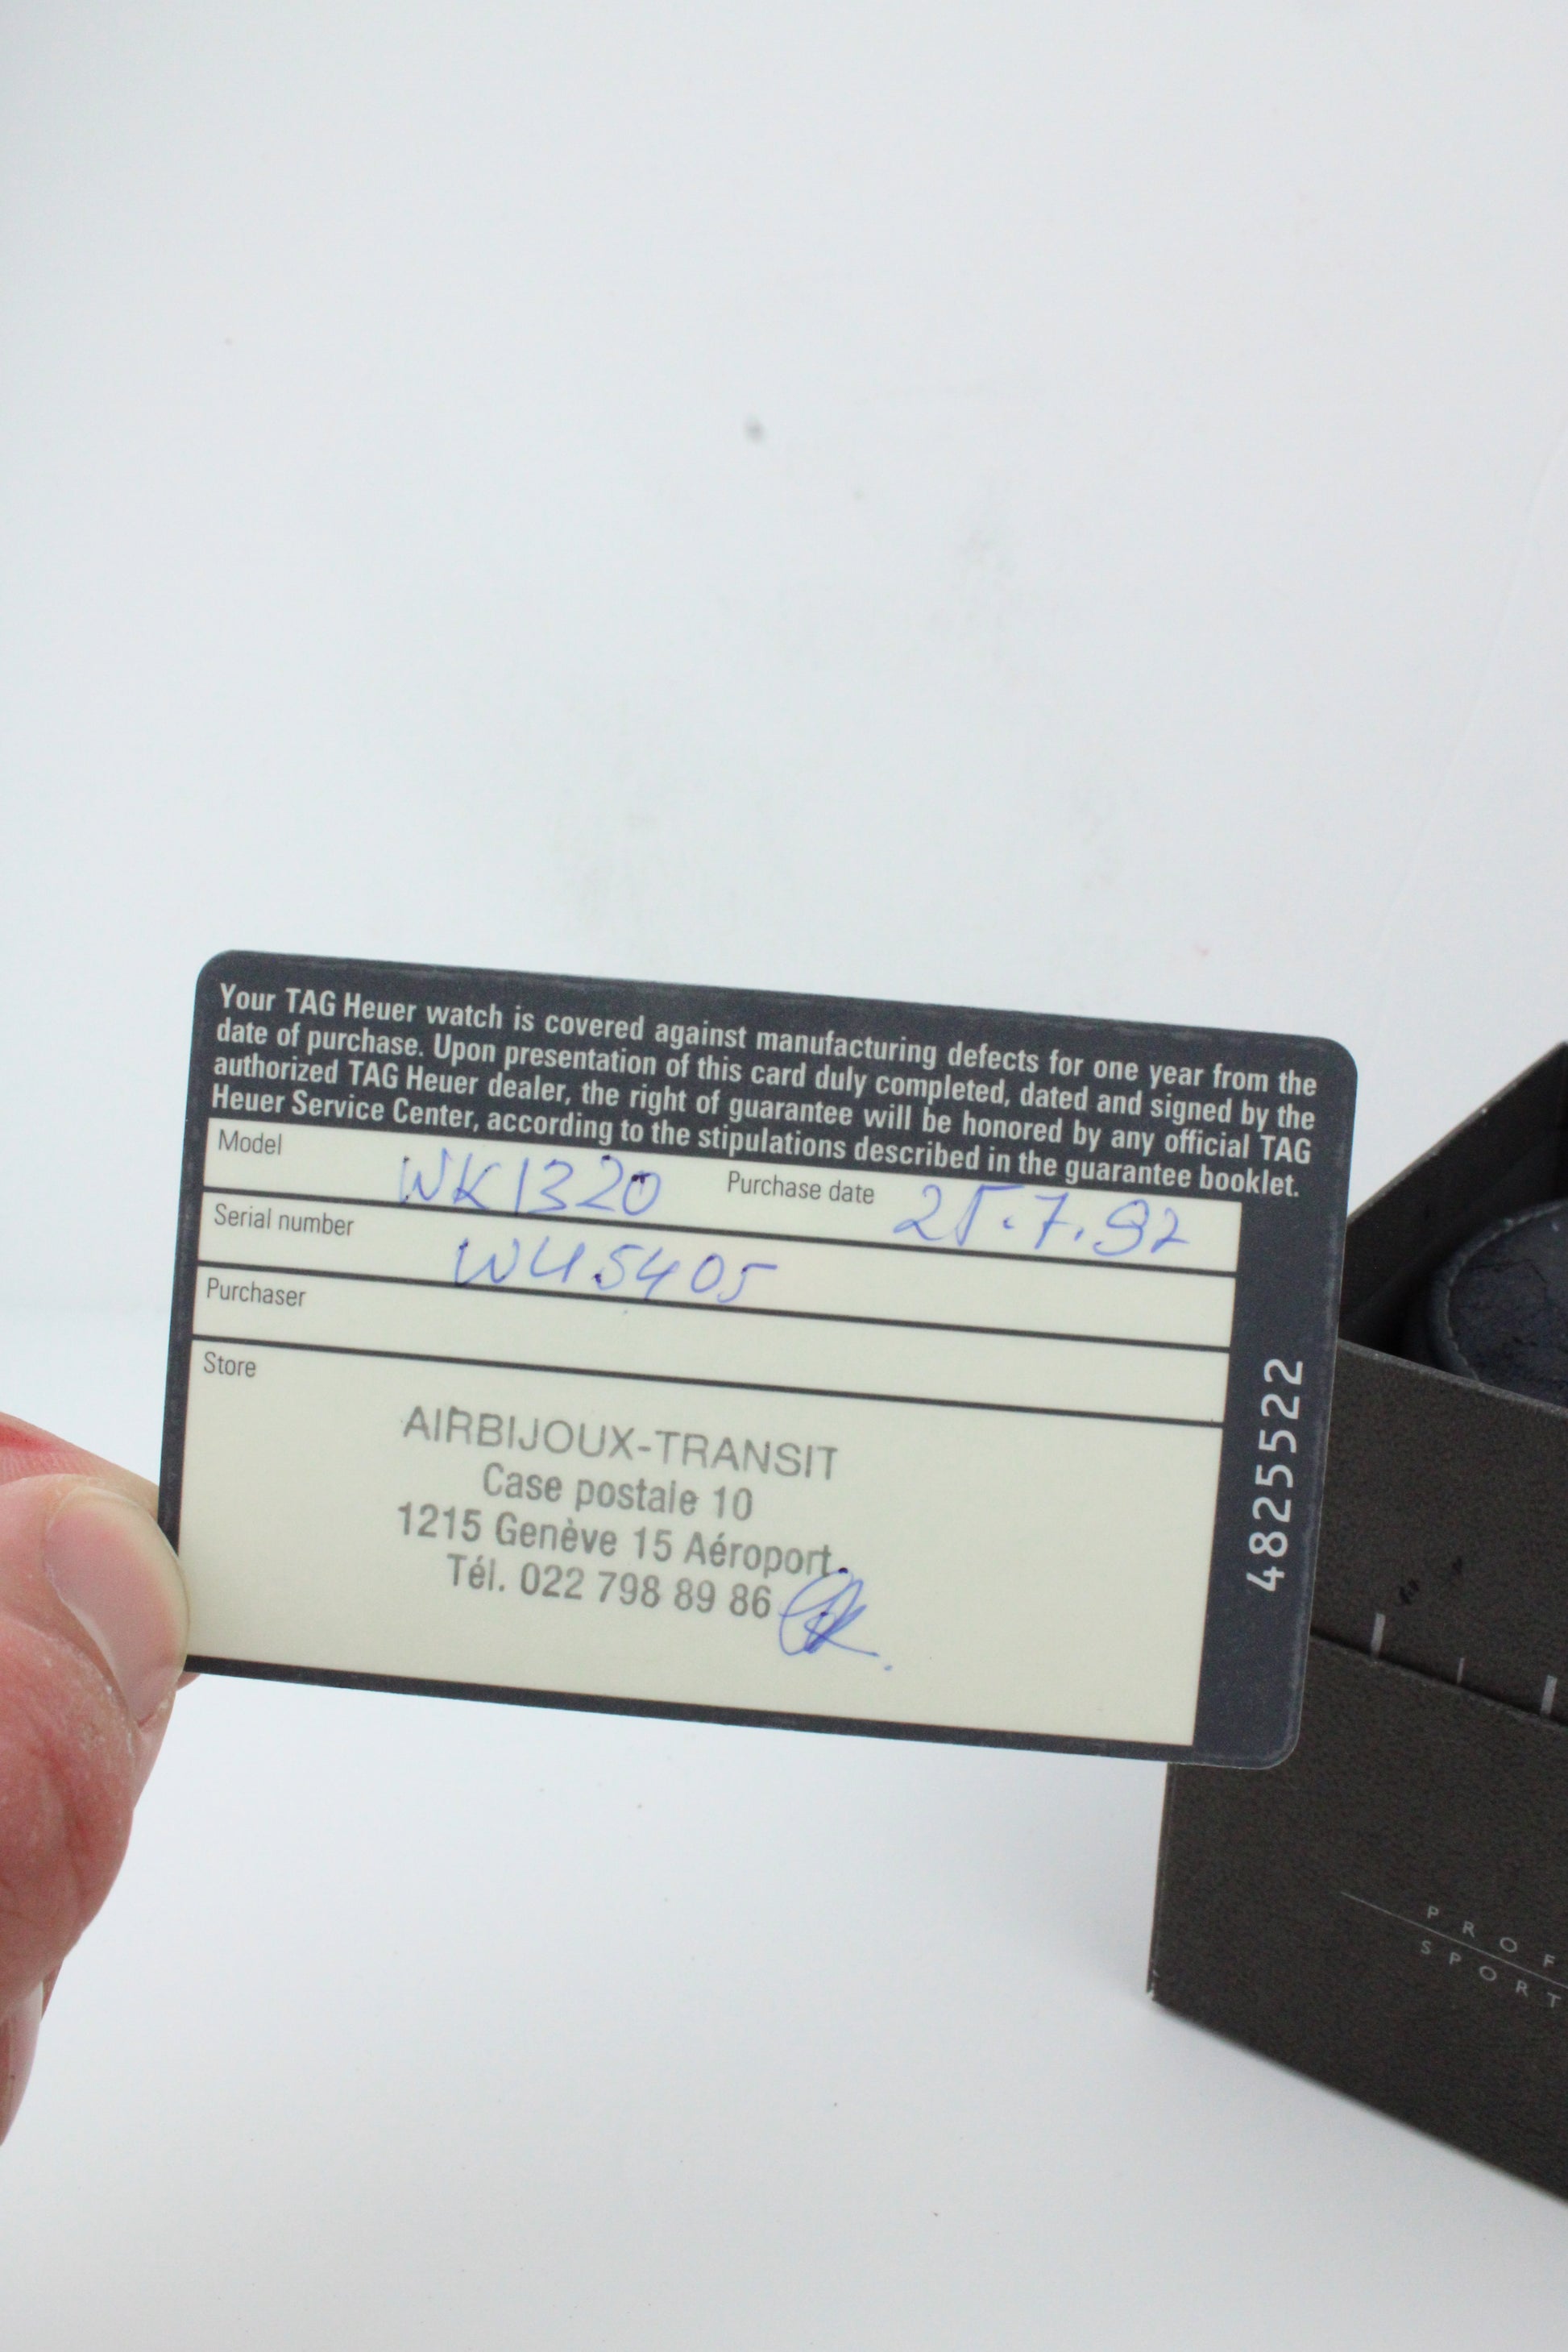 Your TAG Heuer watch is covered against manufacturing defects for one year from the
date of purchase. Upon presentation of this card duly completed, dated and signed by the
authorized TAG Heuer dealer, the right of guarantee will be honored by any official TAG
Heuer Service Center, according to the stipulations described in the guarantee booklet.
Model WK1320 Purchase date 25.7.92
Serial number WU5405
Purchaser
Store
AIRBIJOUX-TRANSIT
Case postale 10
1215 Genève 15 Aéroport
Tél. 022 798 89 86
4825522
PROF
SPORT